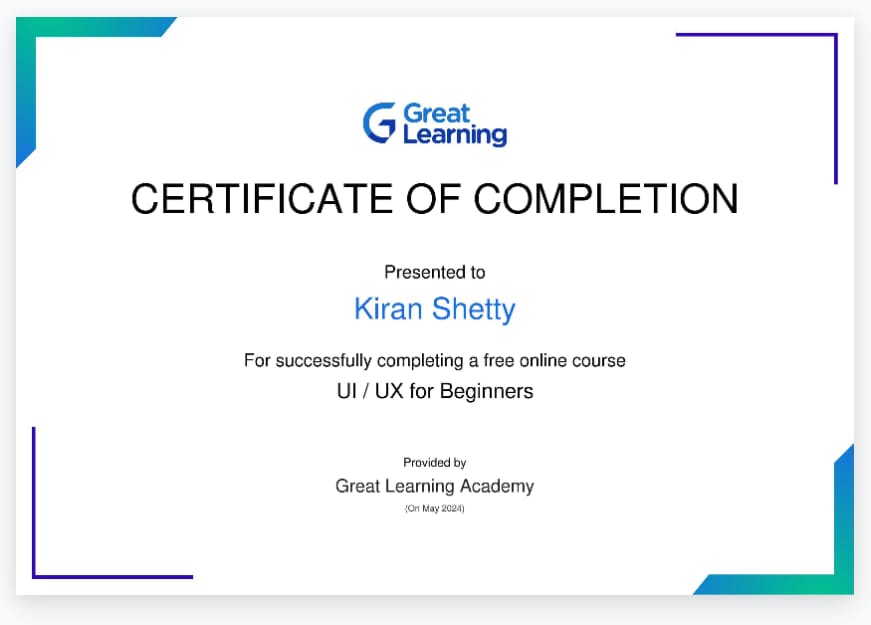 Great
Learning
CERTIFICATE OF COMPLETION
Presented to
Kiran Shetty
For successfully completing a free online course
UI / UX for Beginners
Provided by
Great Learning Academy
(On May 2024)